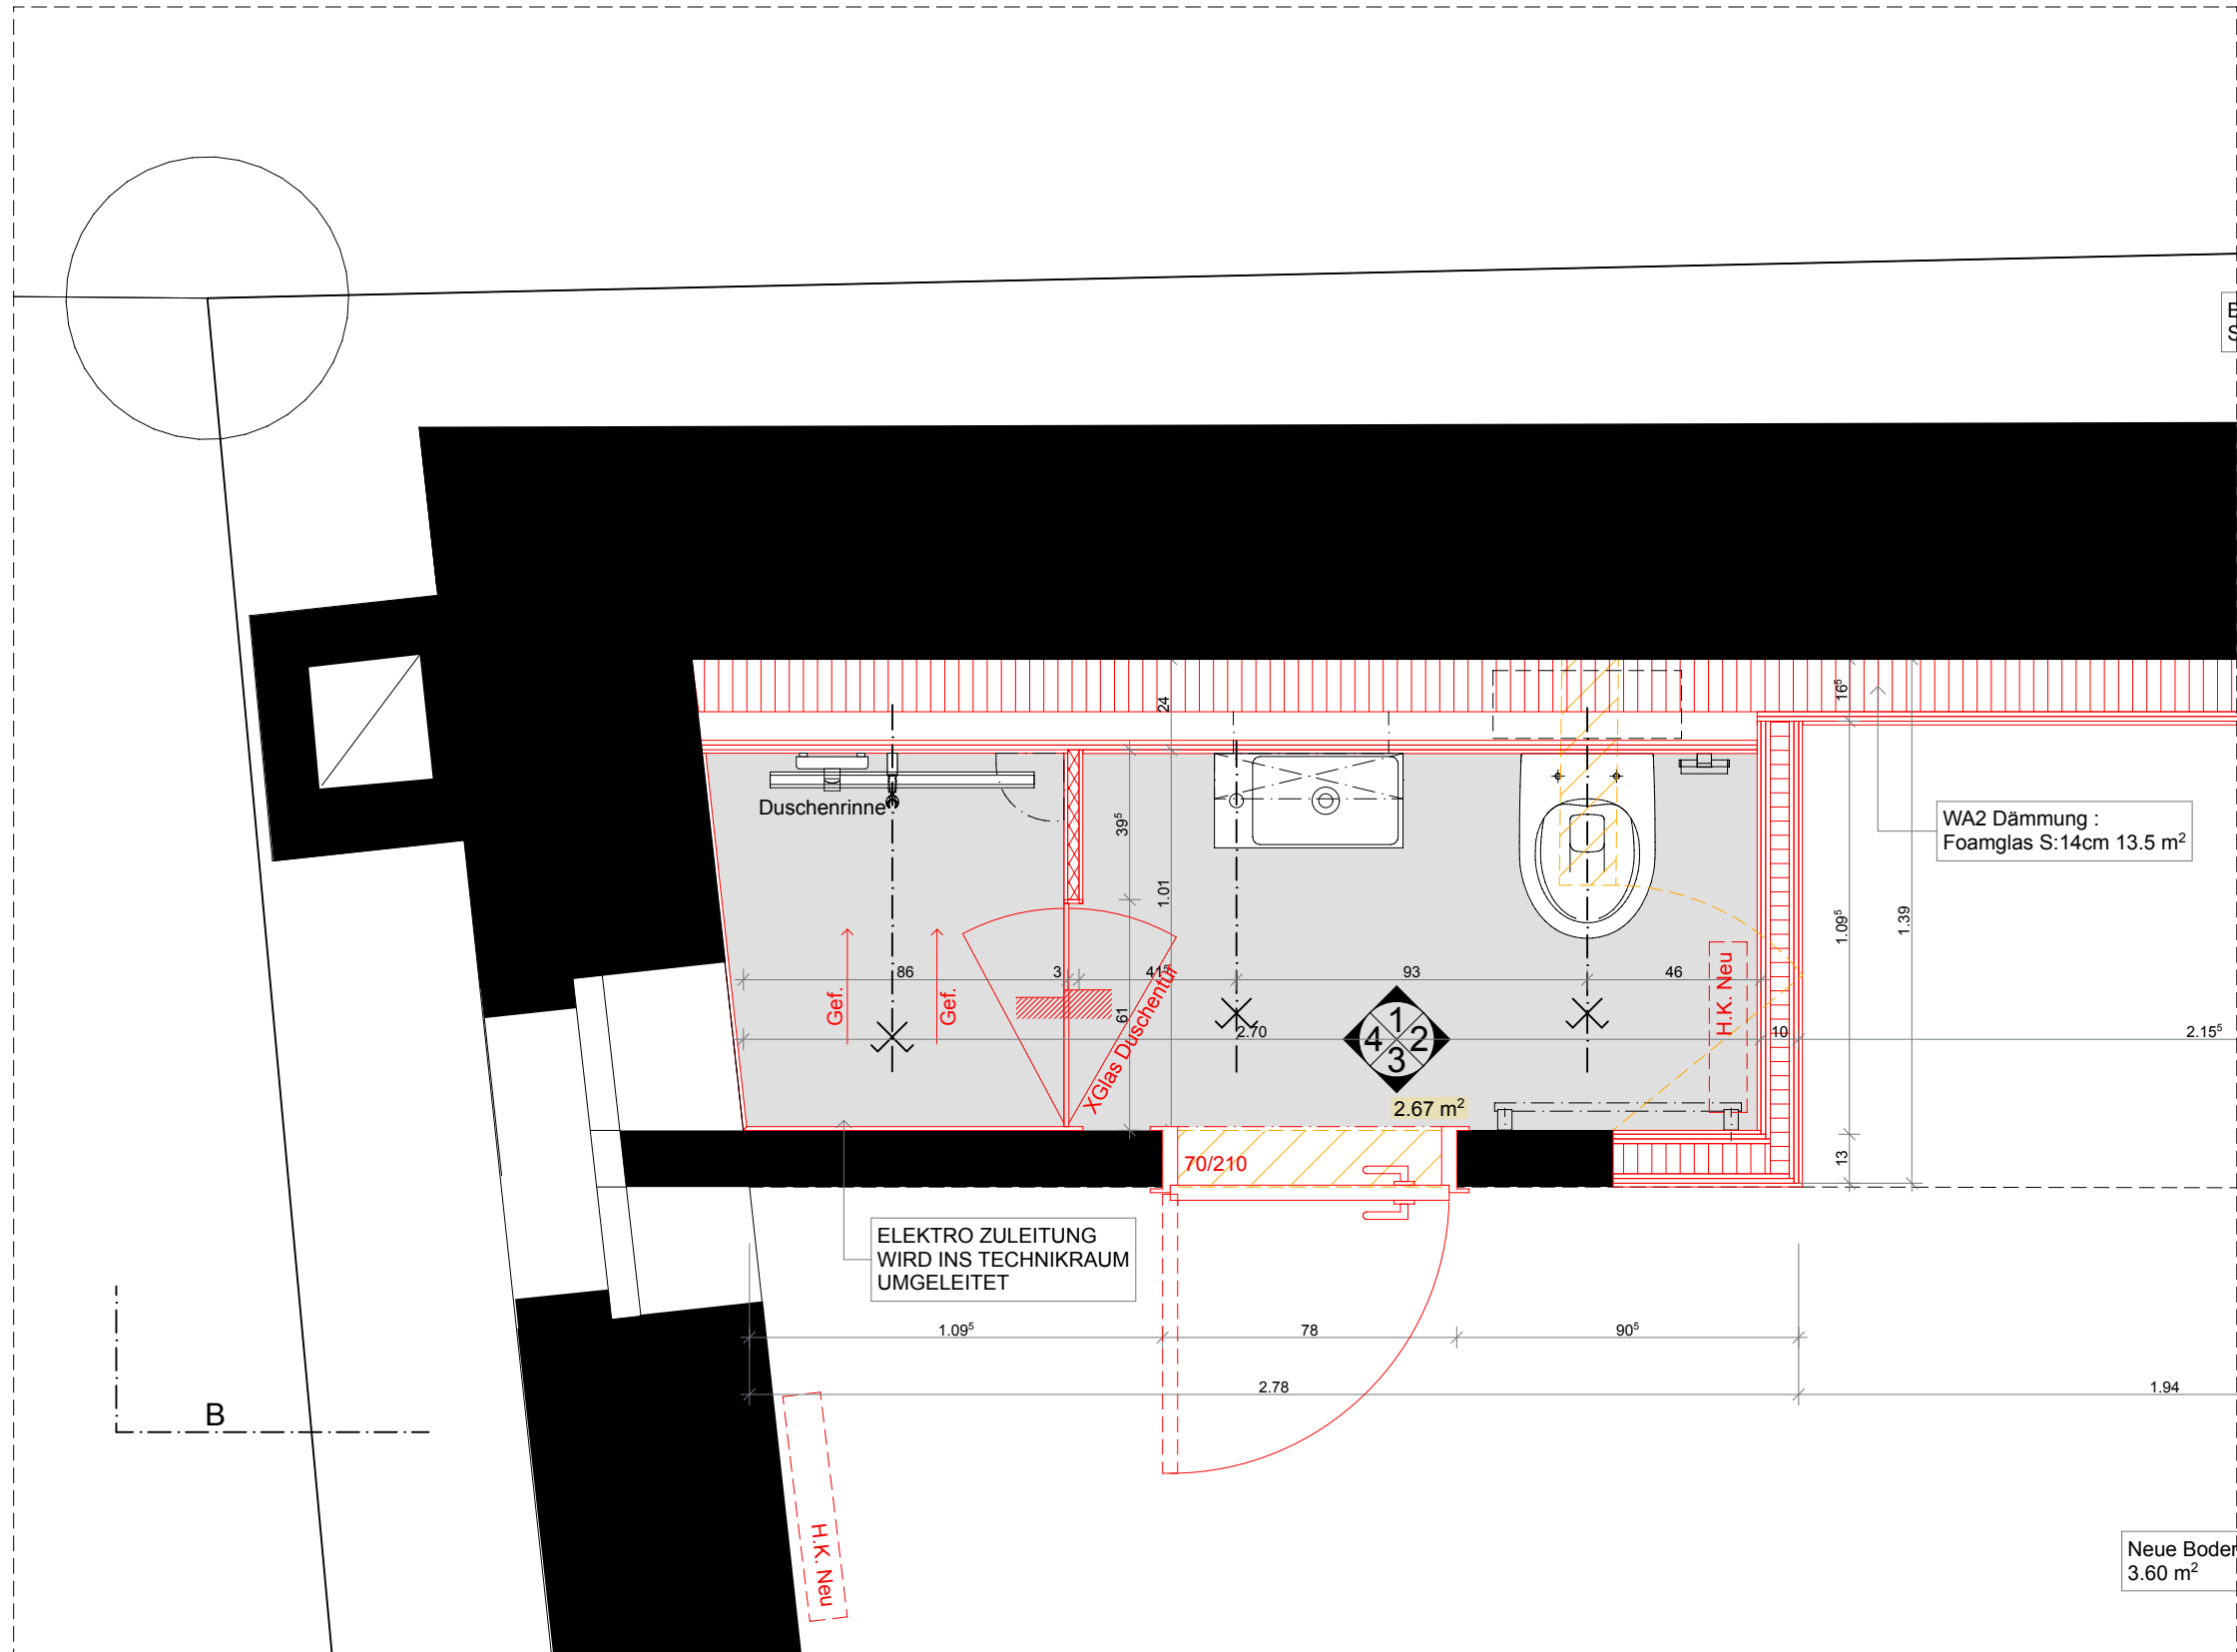 B
S
24
16⁵
Duschenrinne
39⁵
1.01
WA2 Dämmung :
Foamglas S:14cm 13.5 m²
1.09⁵
1.39
86
3
41⁵
93
46
Gef.
Gef.
61
XGlas Duschentür
2.70
1
4 2
3
H.K. Neu
10
2.15⁵
2.67 m²
70/210
13
ELEKTRO ZULEITUNG
WIRD INS TECHNIKRAUM
UMGELEITET
1.09⁵
78
90⁵
2.78
1.94
B
H.K. Neu
Neue Boden
3.60 m²